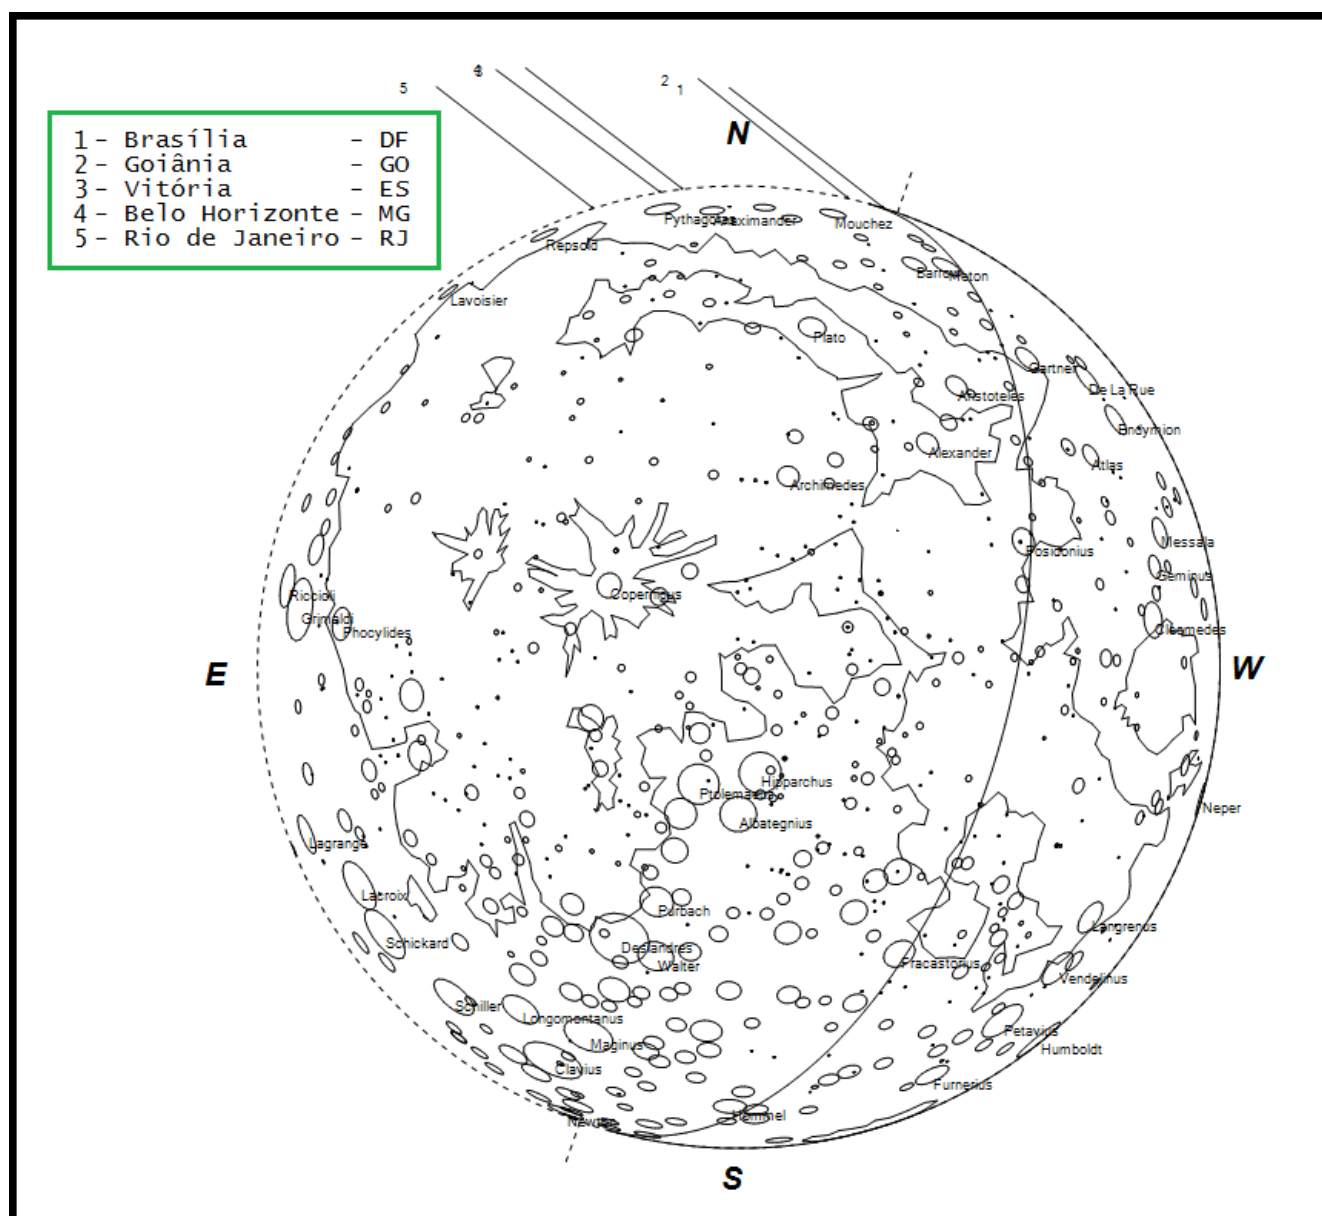 2
1
5
N
1 - Brasília - DF
2 - Goiânia - GO
3 - Vitória - ES
4 - Belo Horizonte - MG
5 - Rio de Janeiro - RJ
Pythagoras
Anaximander
Mouchez
Repsold
Barrow
Meton
Lavoisier
Plato
Gartner
De La Rue
Aristoteles
Endymion
Alexander
Atlas
Archimedes
Messala
Posidonius
Geminus
Riccioli
Copernicus
Grimaldi
Phocylides
Cleomedes
E
W
Hipparchus
Ptolemaeus
Neper
Albategnius
Lagrange
Lacroix
Purbach
Langrenus
Schickard
Deslandres
Walter
Fracastorius
Vendelinus
Schiller
Longomontanus
Petavius
Maginus
Humboldt
Clavius
Furnerius
Newton
Hommel
S